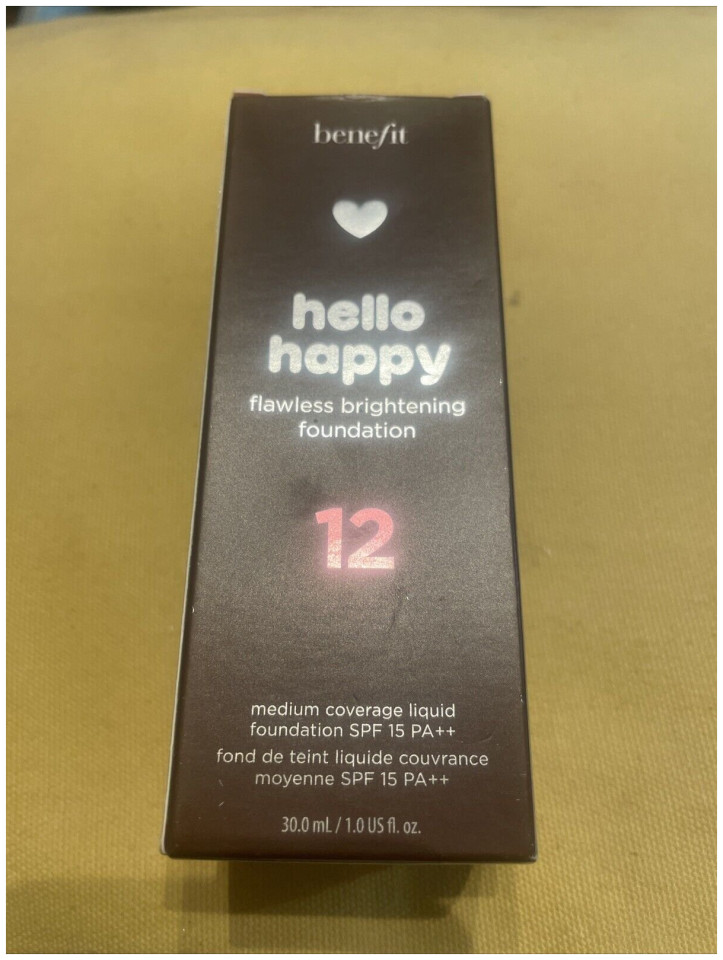 benefit
hello
happy
flawless brightening
foundation
12
medium coverage liquid
foundation SPF 15 PA++
fond de teint liquide couvrance
moyenne SPF 15 PA++
30.0 mL / 1.0 US fl. oz.